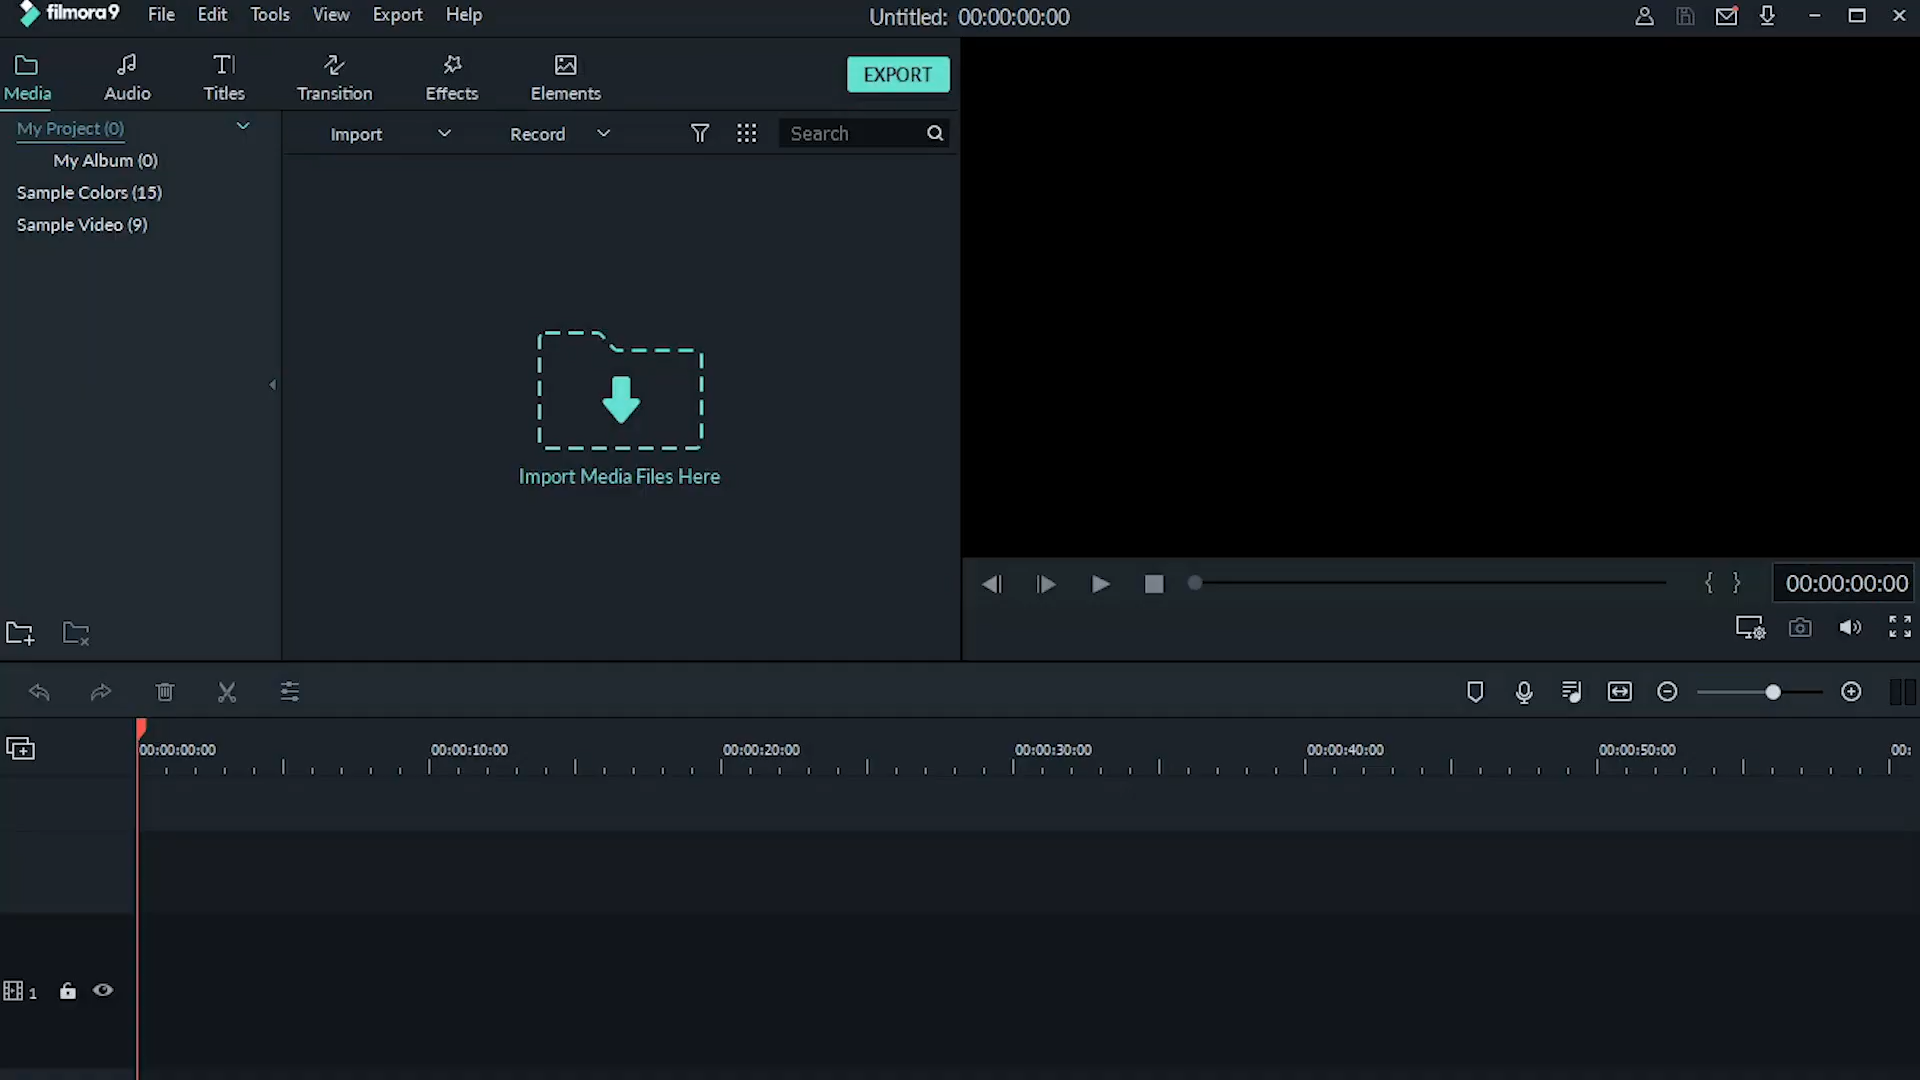 filmora9 File Edit Tools View Export Help Untitled: 00:00:00:00
Media Audio Titles Transition Effects Elements EXPORT
My Project (0) Import Record Search
My Album (0)
Sample Colors (15)
Sample Video (9)
Import Media Files Here
{ } 00:00:00:00
00:00:00:00 00:00:10:00 00:00:20:00 00:00:30:00 00:00:40:00 00:00:50:00 00:
1